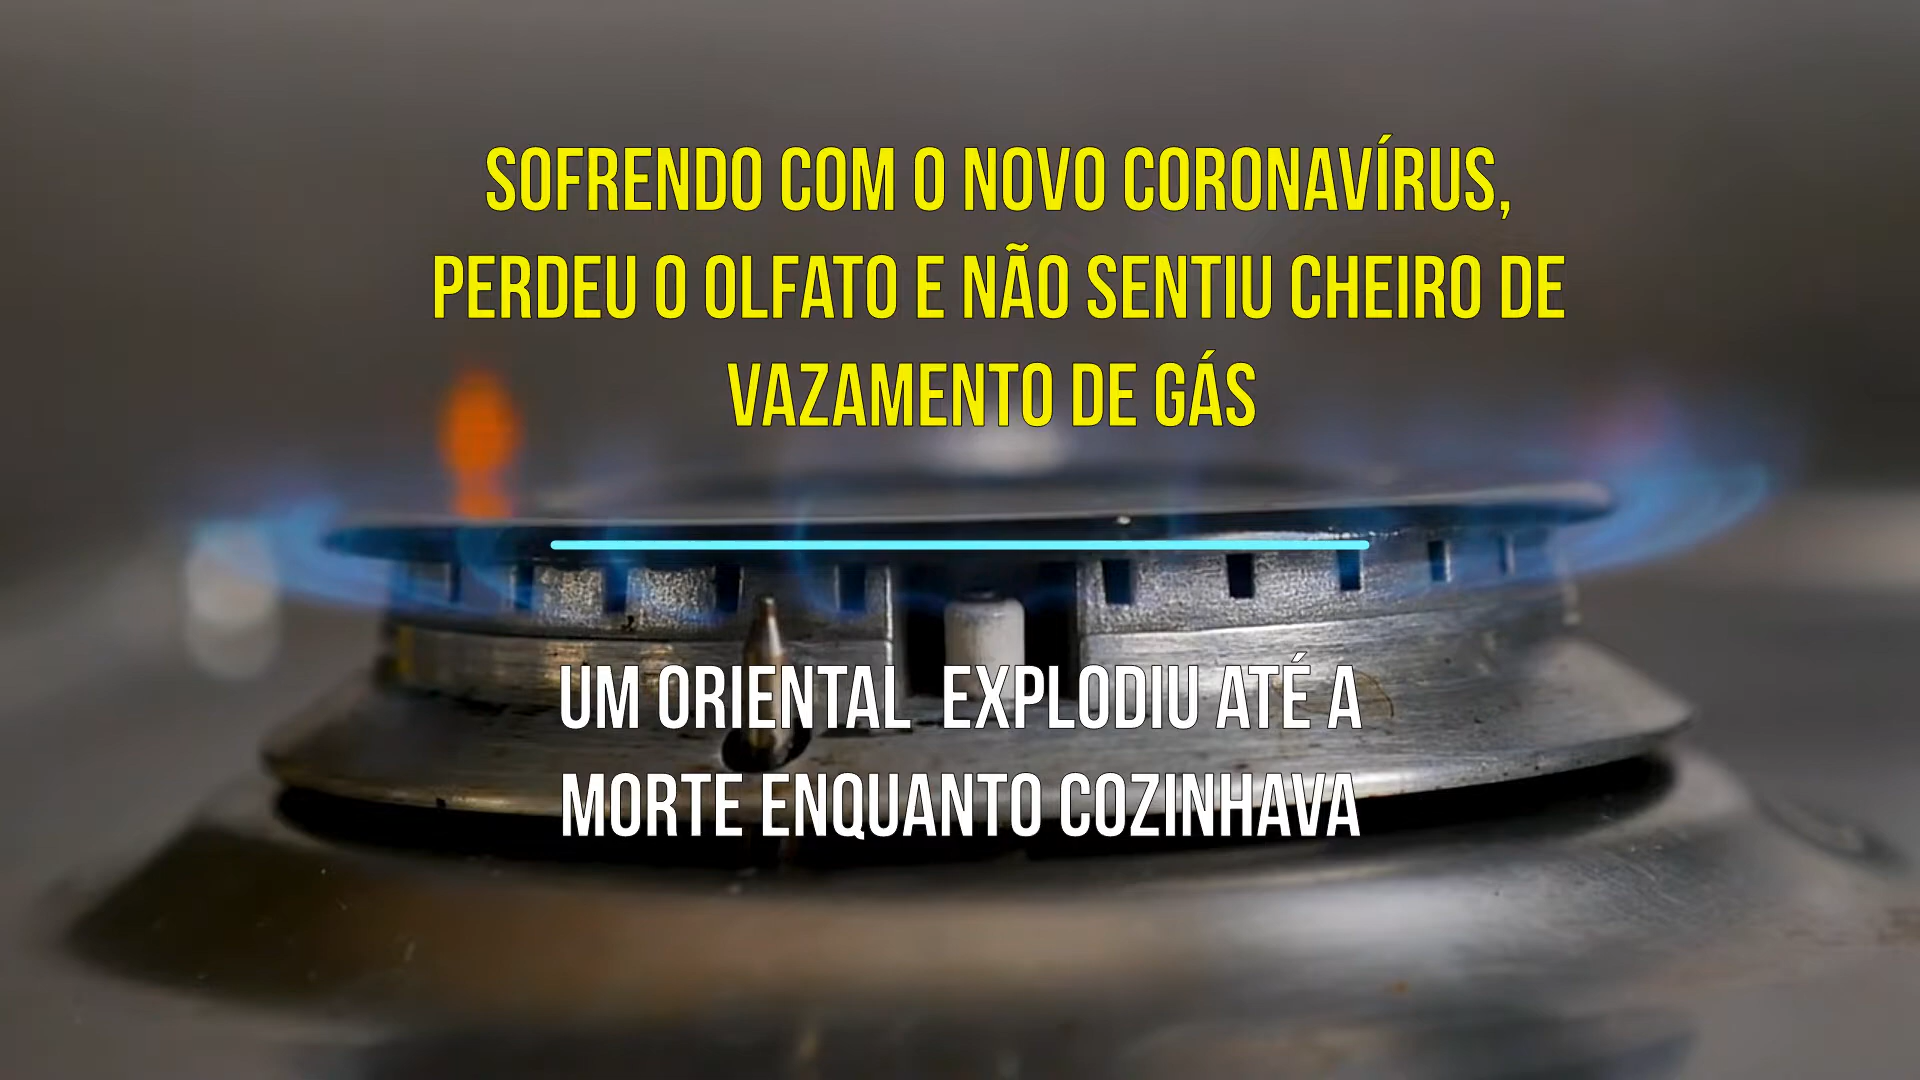 SOFRENDO COM O NOVO CORONAVÍRUS,
PERDEU O OLFATO E NÃO SENTIU CHEIRO DE
VAZAMENTO DE GÁS
UM ORIENTAL  EXPLODIU ATÉ A
MORTE ENQUANTO COZINHAVA